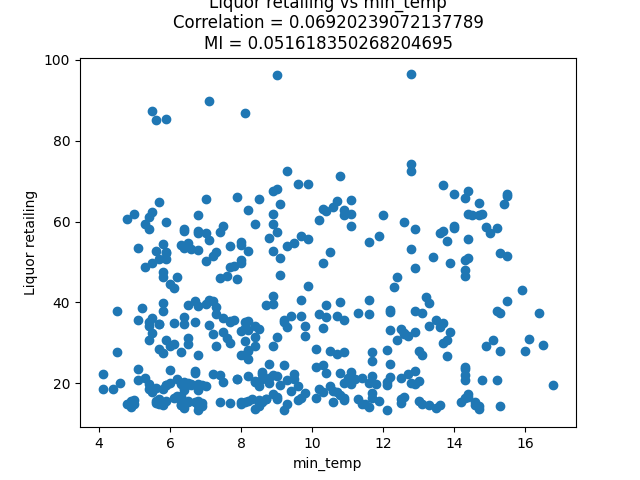 Liquor retailing vs min_temp
Correlation = 0.06920239072137789
MI = 0.051618350268204695
100
80
60
40
20
Liquor retailing
4 6 8 10 12 14 16
min_temp